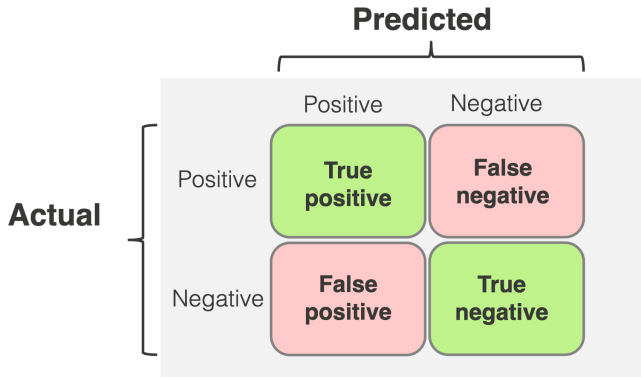 Predicted
Positive Negative
Positive
True
positive
False
negative
Actual
Negative
False
positive
True
negative